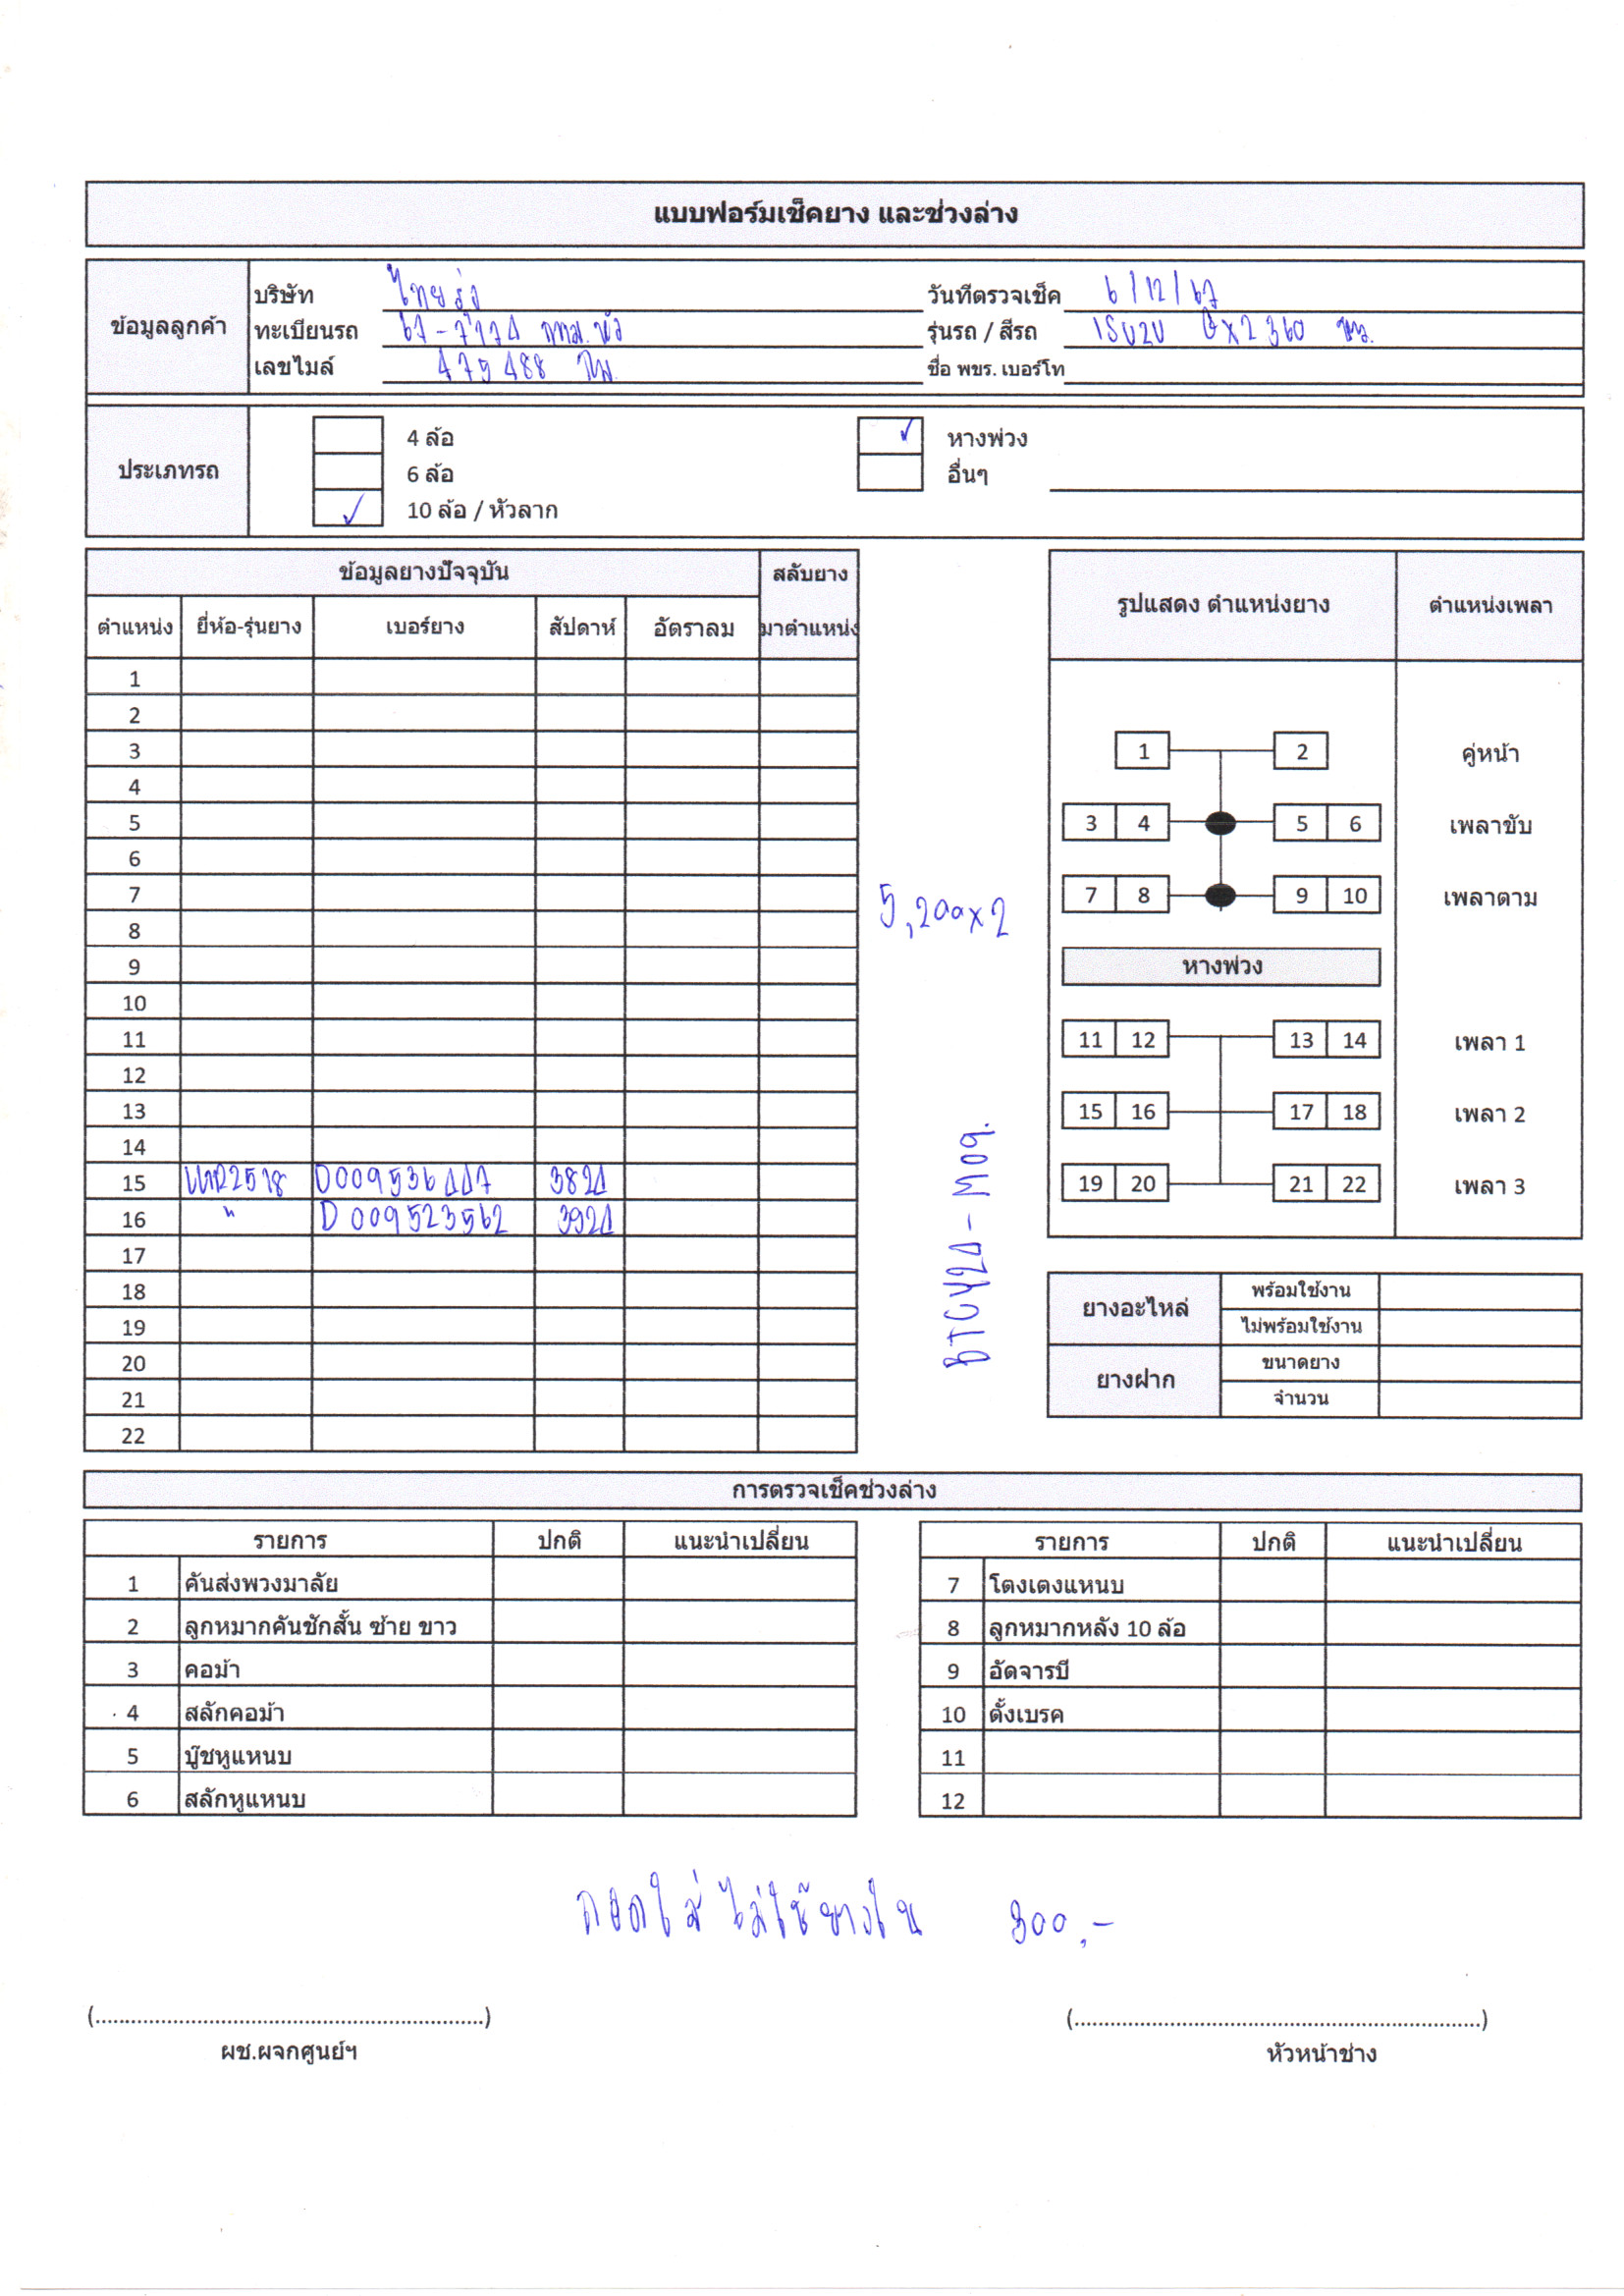 แบบฟอร์มเช็คยาง และช่วงล่าง
ข้อมูลลูกค้า
บริษัท ไทยรุ่ง วันที่ตรวจเช็ค 6/12/67
ทะเบียนรถ กทม. หัว รุ่นรถ / สีรถ ISUZU 360
เลขไมล์ 475488 กม. ชื่อ พขร. เบอร์โท
ประเภทรถ
4 ล้อ ✓ หางพ่วง
6 ล้อ อื่นๆ
✓ 10 ล้อ / หัวลาก
ข้อมูลยางปัจจุบัน สลับยาง
ตำแหน่ง ยี่ห้อ-รุ่นยาง เบอร์ยาง สัปดาห์ อัตราลม มาตำแหน่ง
1
2
3
4
5
6
7
8
9
10
11
12
13
14
15 D009536447 3824
16 " D009523562 3924
17
18
19
20
21
22
5,200x2
รูปแสดง ตำแหน่งยาง ตำแหน่งเพลา
1 2 คู่หน้า
3 4 5 6 เพลาขับ
7 8 9 10 เพลาตาม
หางพ่วง
11 12 13 14 เพลา 1
15 16 17 18 เพลา 2
19 20 21 22 เพลา 3
ยางอะไหล่ พร้อมใช้งาน
ไม่พร้อมใช้งาน
ยางฝาก ขนาดยาง
จำนวน
การตรวจเช็คช่วงล่าง
รายการ ปกติ แนะนำเปลี่ยน รายการ ปกติ แนะนำเปลี่ยน
1 คันส่งพวงมาลัย 7 โตงเตงแหนบ
2 ลูกหมากคันชักสั้น ซ้าย ขาว 8 ลูกหมากหลัง 10 ล้อ
3 คอม้า 9 อัดจารบี
4 สลักคอม้า 10 ตั้งเบรค
5 บู๊ชหูแหนบ 11
6 สลักหูแหนบ 12
ถอดใส่ ไม่ใช้ยางใน 300.-
(..................................................................) (..................................................................)
ผช.ผจกศูนย์ฯ หัวหน้าช่าง